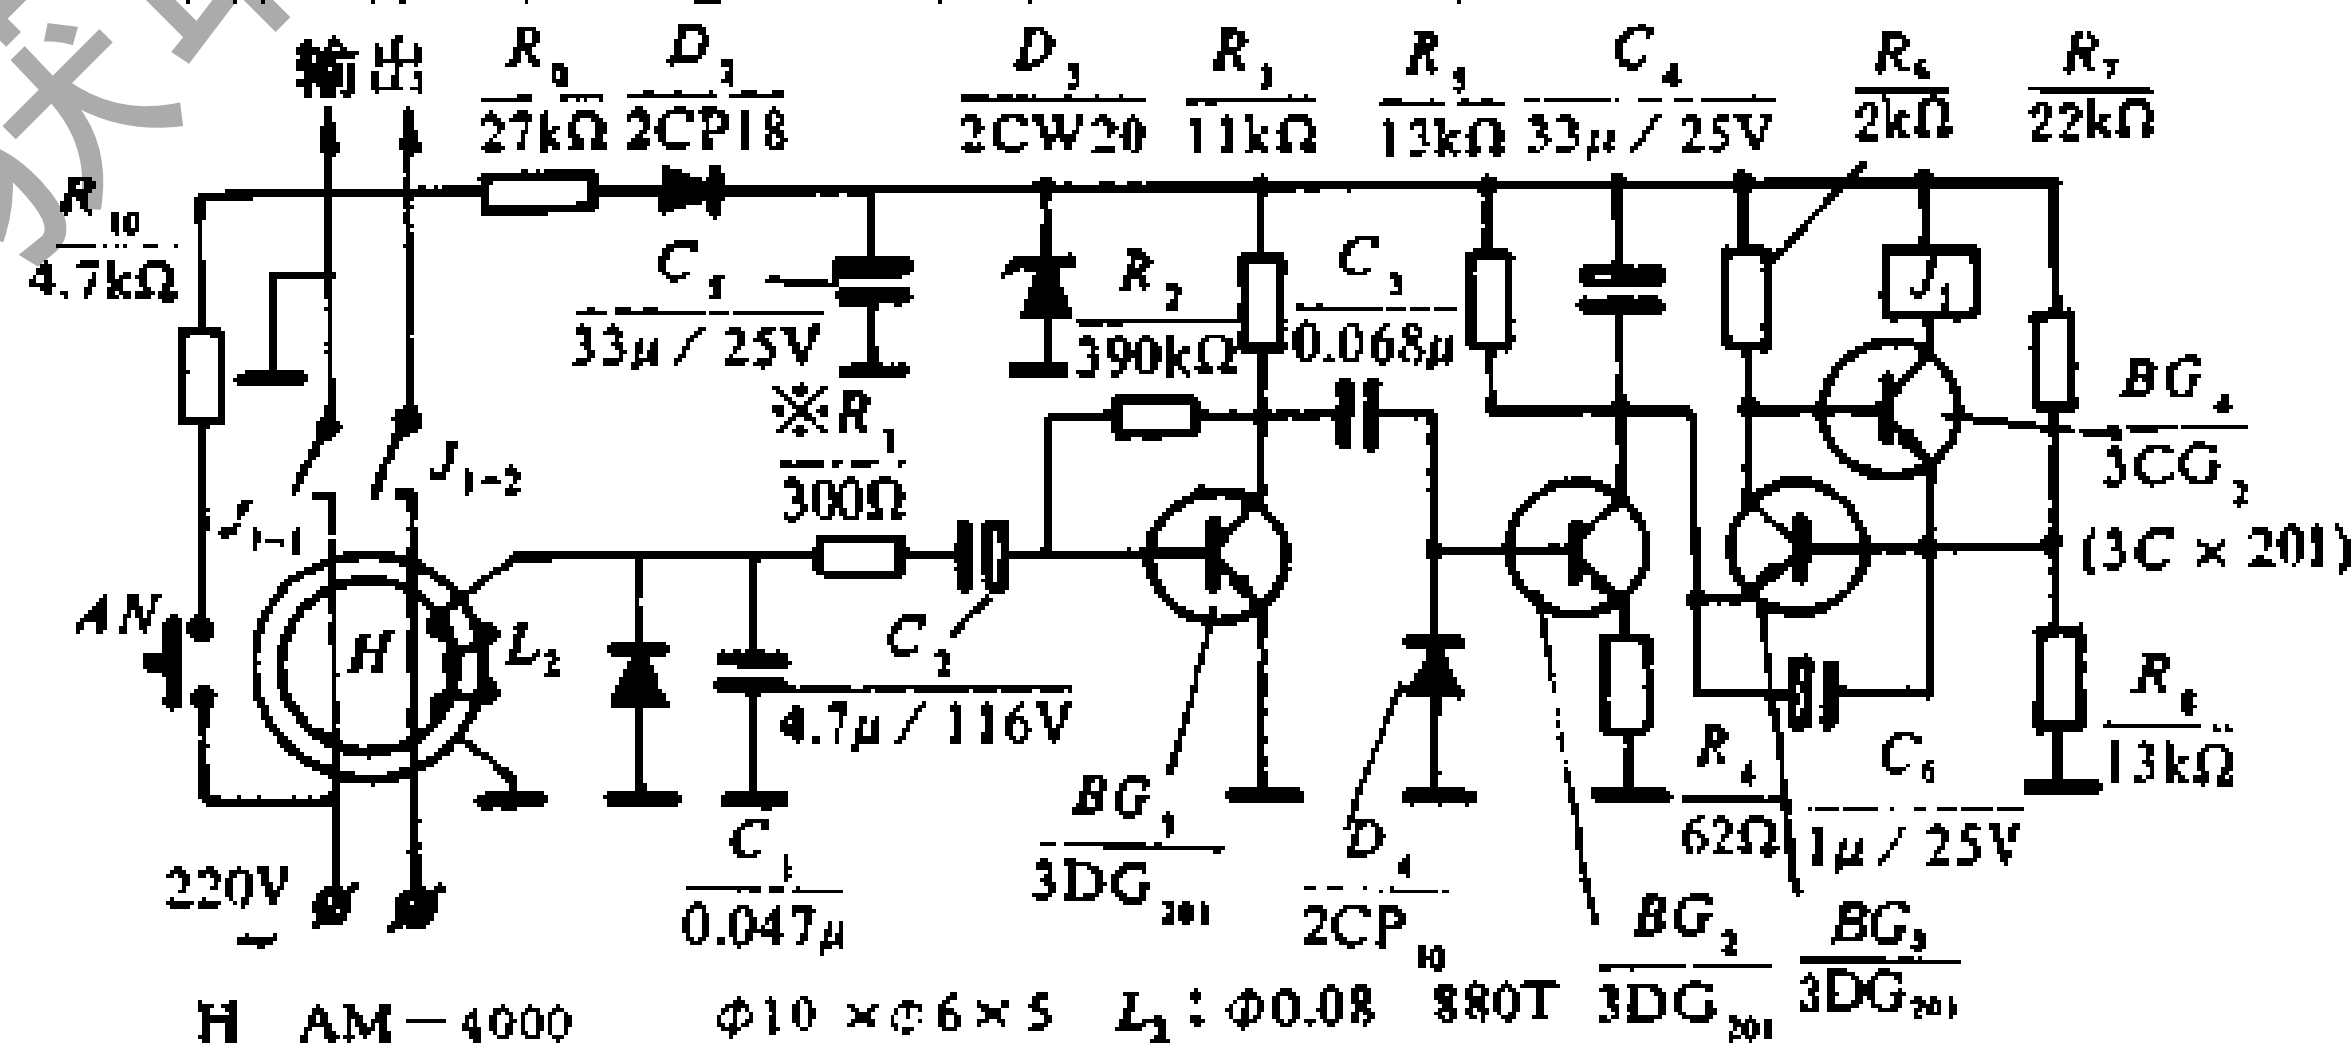 输出
R9 D2 D3 R3 R5 C4 R6 R7
27kΩ 2CP18 2CW20 11kΩ 13kΩ 33μ/25V 2kΩ 22kΩ
R10
4.7kΩ
C5
33μ/25V
R2
390kΩ
C3
0.068μ
J1
※R1
300Ω
BG4
3CG2
(3C×201)
J1-2
J1-1
AN
H
L2
C2
4.7μ/116V
R8
13kΩ
R4
62Ω
C6
1μ/25V
BG1
3DG201
D4
2CP10
C1
0.047μ
220V
~
BG2
3DG201
BG3
3DG201
H AM-4000 Φ10×Φ6×5 L2:Φ0.08 880T